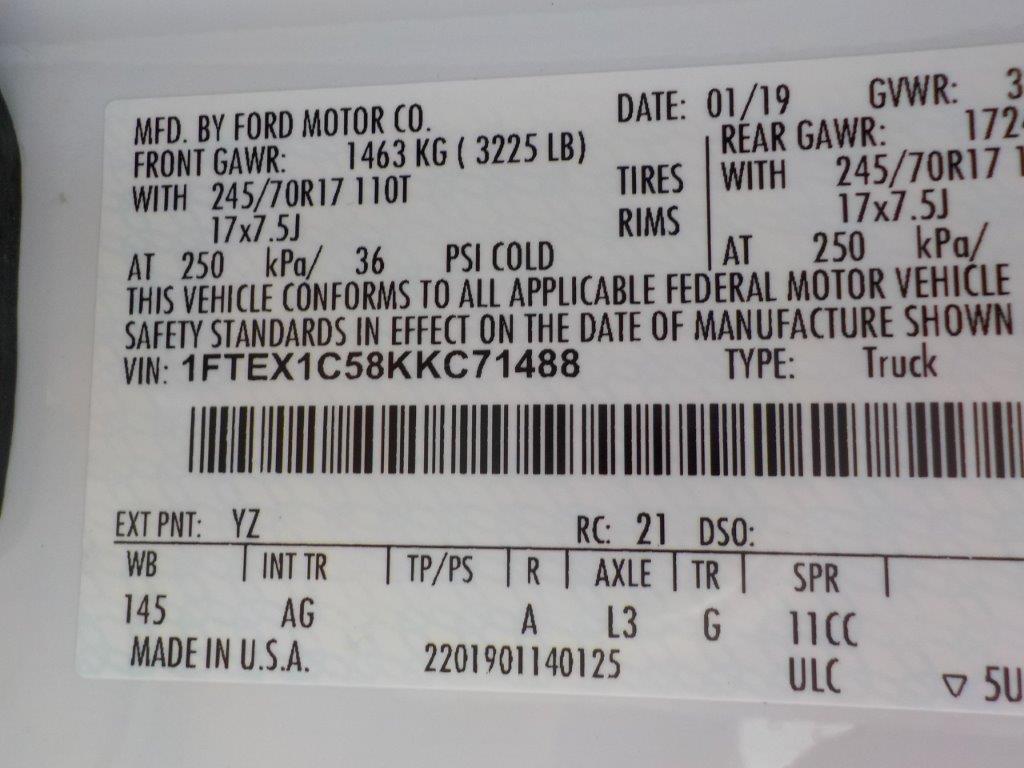 MFD. BY FORD MOTOR CO. DATE: 01/19 GVWR:
FRONT GAWR: 1463 KG ( 3225 LB) REAR GAWR:
WITH 245/70R17 110T TIRES WITH 245/70R17
17x7.5J RIMS 17x7.5J
AT 250 kPa/ 36 PSI COLD AT 250 kPa/
THIS VEHICLE CONFORMS TO ALL APPLICABLE FEDERAL MOTOR VEHICLE
SAFETY STANDARDS IN EFFECT ON THE DATE OF MANUFACTURE SHOWN
VIN: 1FTEX1C58KKC71488 TYPE: Truck
EXT PNT: YZ RC: 21 DSO:
WB INT TR TP/PS R AXLE TR SPR
145 AG A L3 G 11CC
MADE IN U.S.A. 2201901140125 ULC ▽ 5U